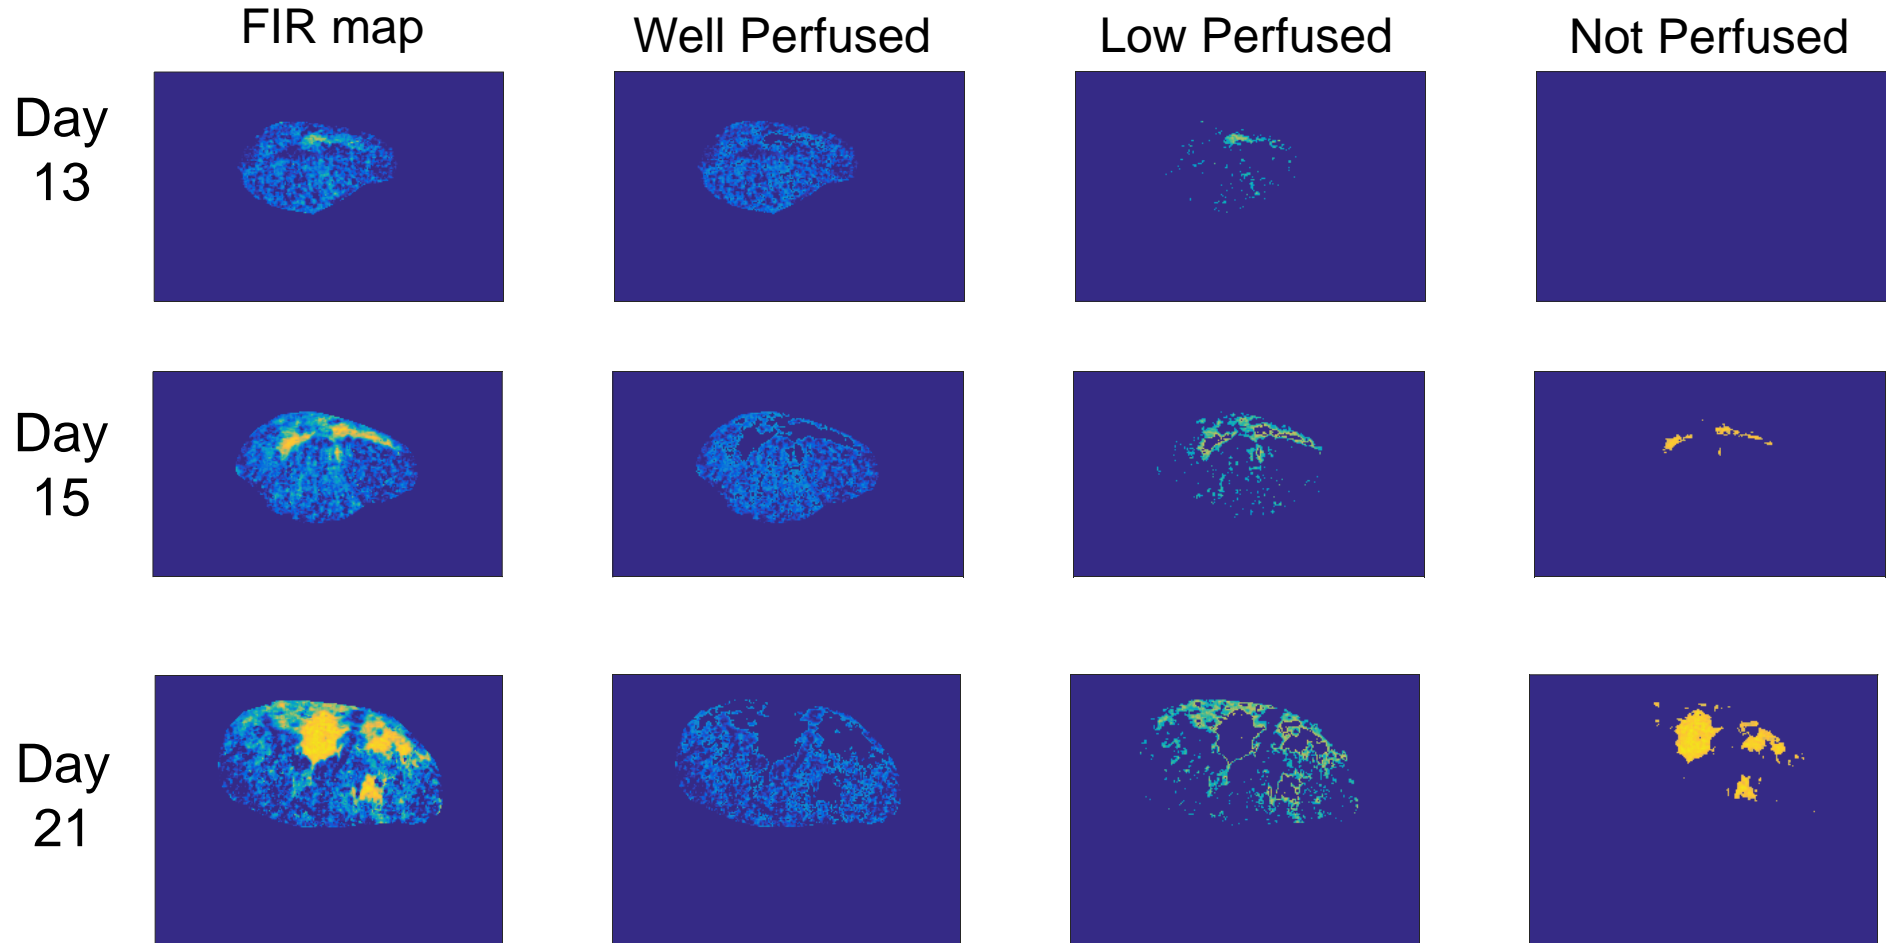 FIR map
Well Perfused
Low Perfused
Not Perfused
Day
13
Day
15
Day
21